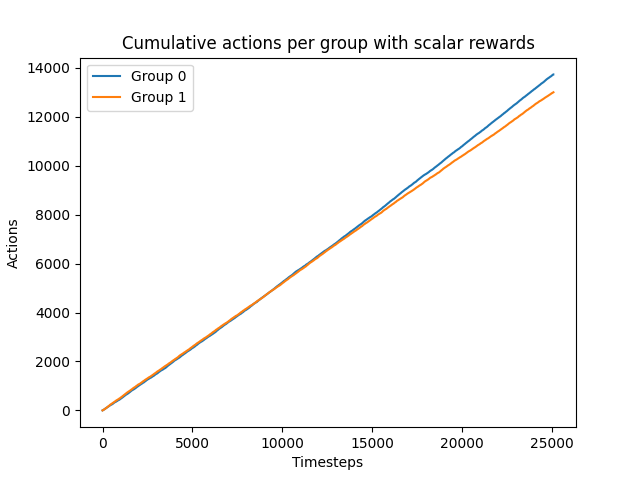 Cumulative actions per group with scalar rewards
Group 0
Group 1
14000
12000
10000
8000
6000
4000
2000
0
Actions
0 5000 10000 15000 20000 25000
Timesteps